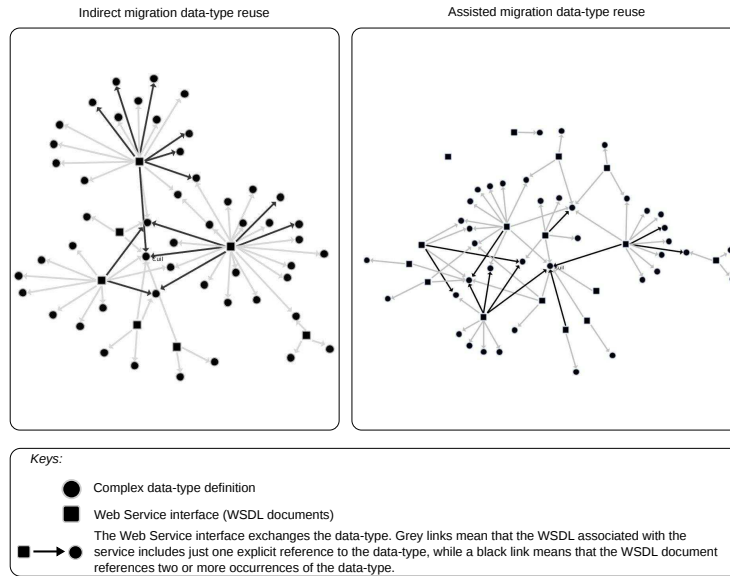 Indirect migration data-type reuse
Assisted migration data-type reuse
Cuil
Keys:
Complex data-type definition
Web Service interface (WSDL documents)
The Web Service interface exchanges the data-type. Grey links mean that the WSDL associated with the
service includes just one explicit reference to the data-type, while a black link means that the WSDL document
references two or more occurrences of the data-type.